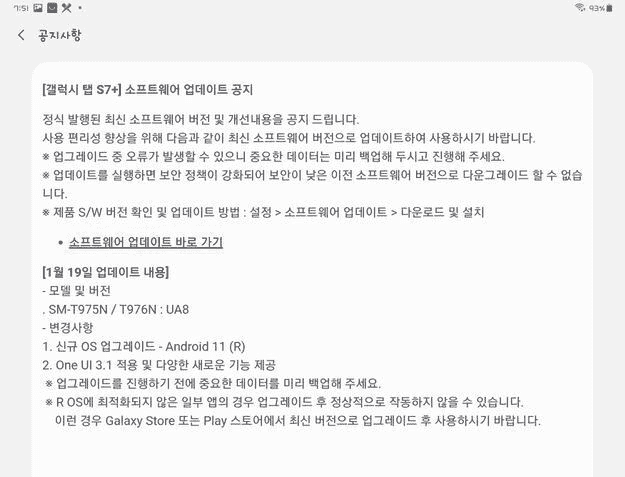 7:51
93%
공지사항
[갤럭시 탭 S7+] 소프트웨어 업데이트 공지
정식 발행된 최신 소프트웨어 버전 및 개선내용을 공지 드립니다.
사용 편리성 향상을 위해 다음과 같이 최신 소프트웨어 버전으로 업데이트하여 사용하시기 바랍니다.
※ 업그레이드 중 오류가 발생할 수 있으니 중요한 데이터는 미리 백업해 두시고 진행해 주세요.
※ 업데이트를 실행하면 보안 정책이 강화되어 보안이 낮은 이전 소프트웨어 버전으로 다운그레이드 할 수 없습
니다.
※ 제품 S/W 버전 확인 및 업데이트 방법 : 설정 > 소프트웨어 업데이트 > 다운로드 및 설치
• 소프트웨어 업데이트 바로 가기
[1월 19일 업데이트 내용]
- 모델 및 버전
. SM-T975N / T976N : UA8
- 변경사항
1. 신규 OS 업그레이드 - Android 11 (R)
2. One UI 3.1 적용 및 다양한 새로운 기능 제공
※ 업그레이드를 진행하기 전에 중요한 데이터를 미리 백업해 주세요.
※ R OS에 최적화되지 않은 일부 앱의 경우 업그레이드 후 정상적으로 작동하지 않을 수 있습니다.
이런 경우 Galaxy Store 또는 Play 스토어에서 최신 버전으로 업그레이드 후 사용하시기 바랍니다.